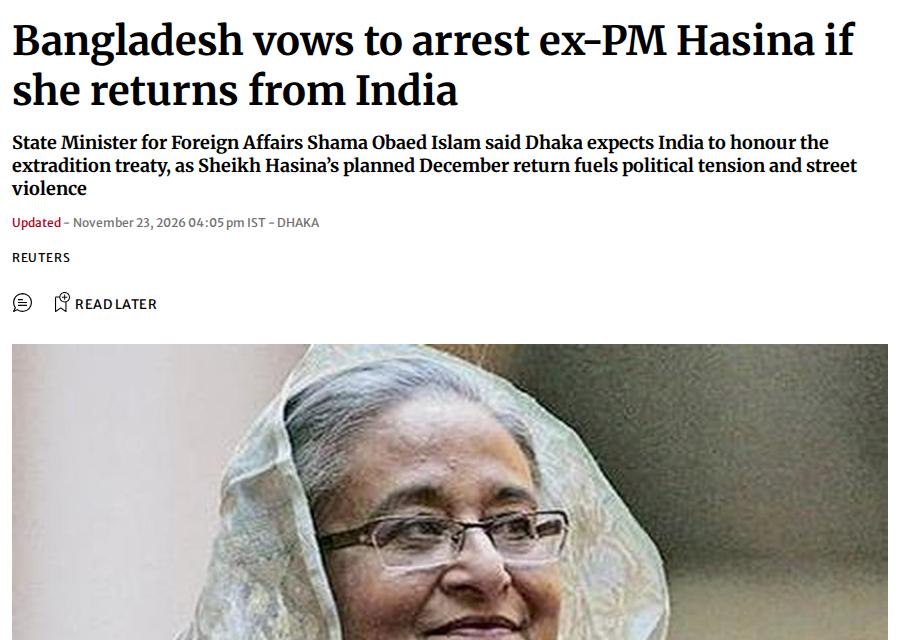 Bangladesh vows to arrest ex-PM Hasina if
she returns from India
State Minister for Foreign Affairs Shama Obaed Islam said Dhaka expects India to honour the
extradition treaty, as Sheikh Hasina’s planned December return fuels political tension and street
violence
Updated - November 23, 2026 04:05 pm IST - DHAKA
REUTERS
READ LATER